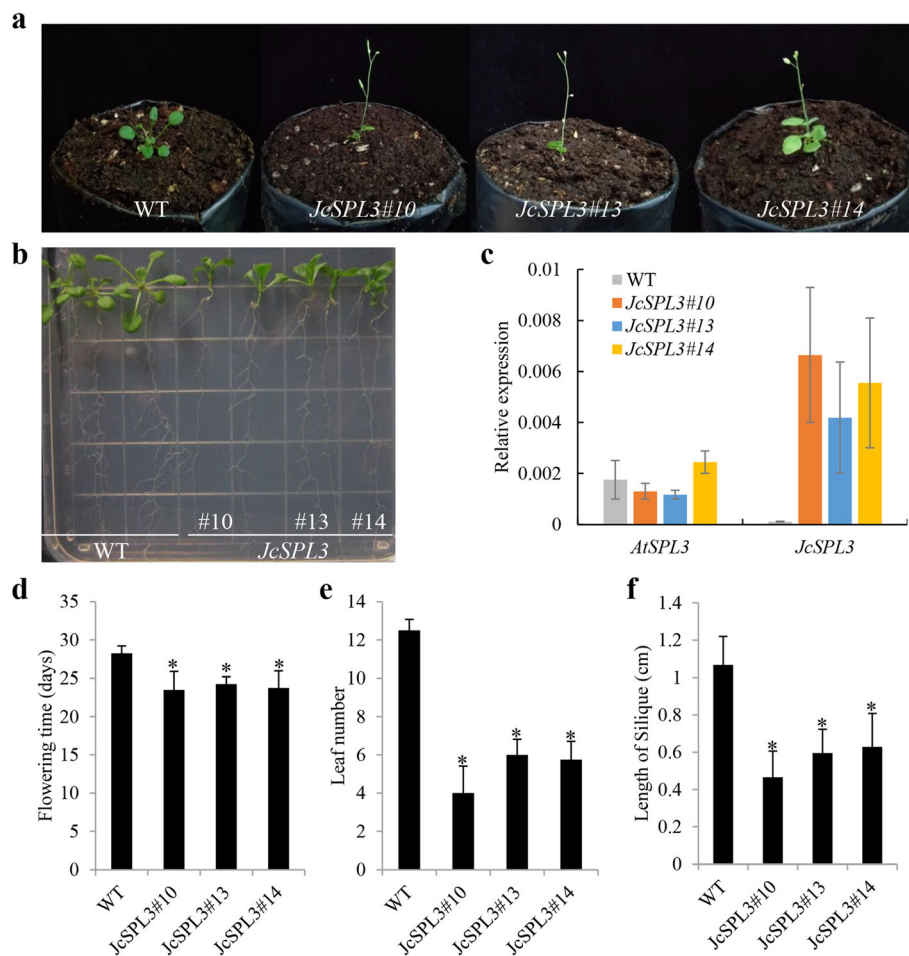 a
WT JcSPL3#10 JcSPL3#13 JcSPL3#14
b
#10 #13 #14
WT JcSPL3
c
Relative expression
0.01
0.008
0.006
0.004
0.002
0
WT
JcSPL3#10
JcSPL3#13
JcSPL3#14
AtSPL3 JcSPL3
d
Flowering time (days)
35
30
25
20
15
10
5
0
* * *
WT JcSPL3#10 JcSPL3#13 JcSPL3#14
e
Leaf number
14
12
10
8
6
4
2
0
* * *
WT JcSPL3#10 JcSPL3#13 JcSPL3#14
f
Length of Silique (cm)
1.4
1.2
1
0.8
0.6
0.4
0.2
0
* * *
WT JcSPL3#10 JcSPL3#13 JcSPL3#14